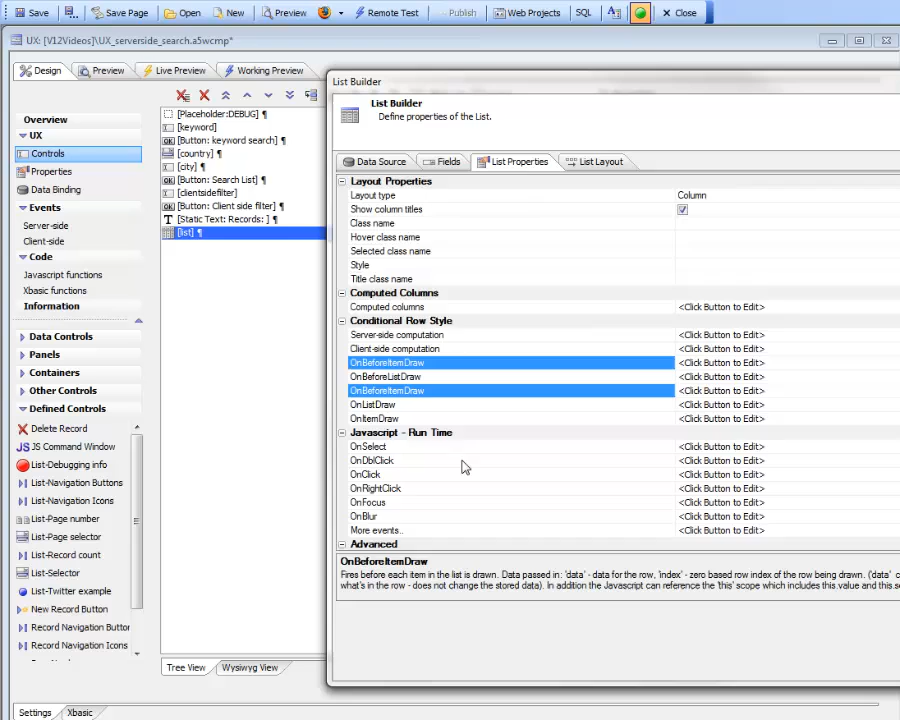 Save Save Page Open New Preview Remote Test Publish Web Projects SQL Close
UX: [V12Videos]\UX_serverside_search.a5wcmp*
Design Preview Live Preview Working Preview
Overview
UX
Controls
Properties
Data Binding
Events
Server-side
Client-side
Code
Javascript functions
Xbasic functions
Information
Data Controls
Panels
Containers
Other Controls
Defined Controls
Delete Record
JS JS Command Window
List-Debugging info
List-Navigation Buttons
List-Navigation Icons
List-Page number
List-Page selector
List-Record count
List-Selector
List-Twitter example
New Record Button
Record Navigation Buttor
Record Navigation Icons
[Placeholder:DEBUG] ¶
[keyword]
OK [Button: keyword search] ¶
[country] ¶
[city] ¶
OK [Button: Search List] ¶
[clientsidefilter]
OK [Button: Client side filter] ¶
T [Static Text: Records: ] ¶
[list] ¶
Tree View Wysiwyg View
Settings Xbasic
List Builder
List Builder
Define properties of the List.
Data Source Fields List Properties List Layout
Layout Properties
Layout type Column
Show column titles
Class name
Hover class name
Selected class name
Style
Title class name
Computed Columns
Computed columns <Click Button to Edit>
Conditional Row Style
Server-side computation <Click Button to Edit>
Client-side computation <Click Button to Edit>
OnBeforeItemDraw <Click Button to Edit>
OnBeforeListDraw <Click Button to Edit>
OnBeforeItemDraw <Click Button to Edit>
OnListDraw <Click Button to Edit>
OnItemDraw <Click Button to Edit>
Javascript - Run Time
OnSelect <Click Button to Edit>
OnDblClick <Click Button to Edit>
OnClick <Click Button to Edit>
OnRightClick <Click Button to Edit>
OnFocus <Click Button to Edit>
OnBlur <Click Button to Edit>
More events.. <Click Button to Edit>
Advanced
OnBeforeItemDraw
Fires before each item in the list is drawn. Data passed in: 'data' - data for the row, 'index' - zero based row index of the row being drawn. ('data' c
what's in the row - does not change the stored data). In addition the Javascript can reference the 'this' scope which includes this.value and this.s